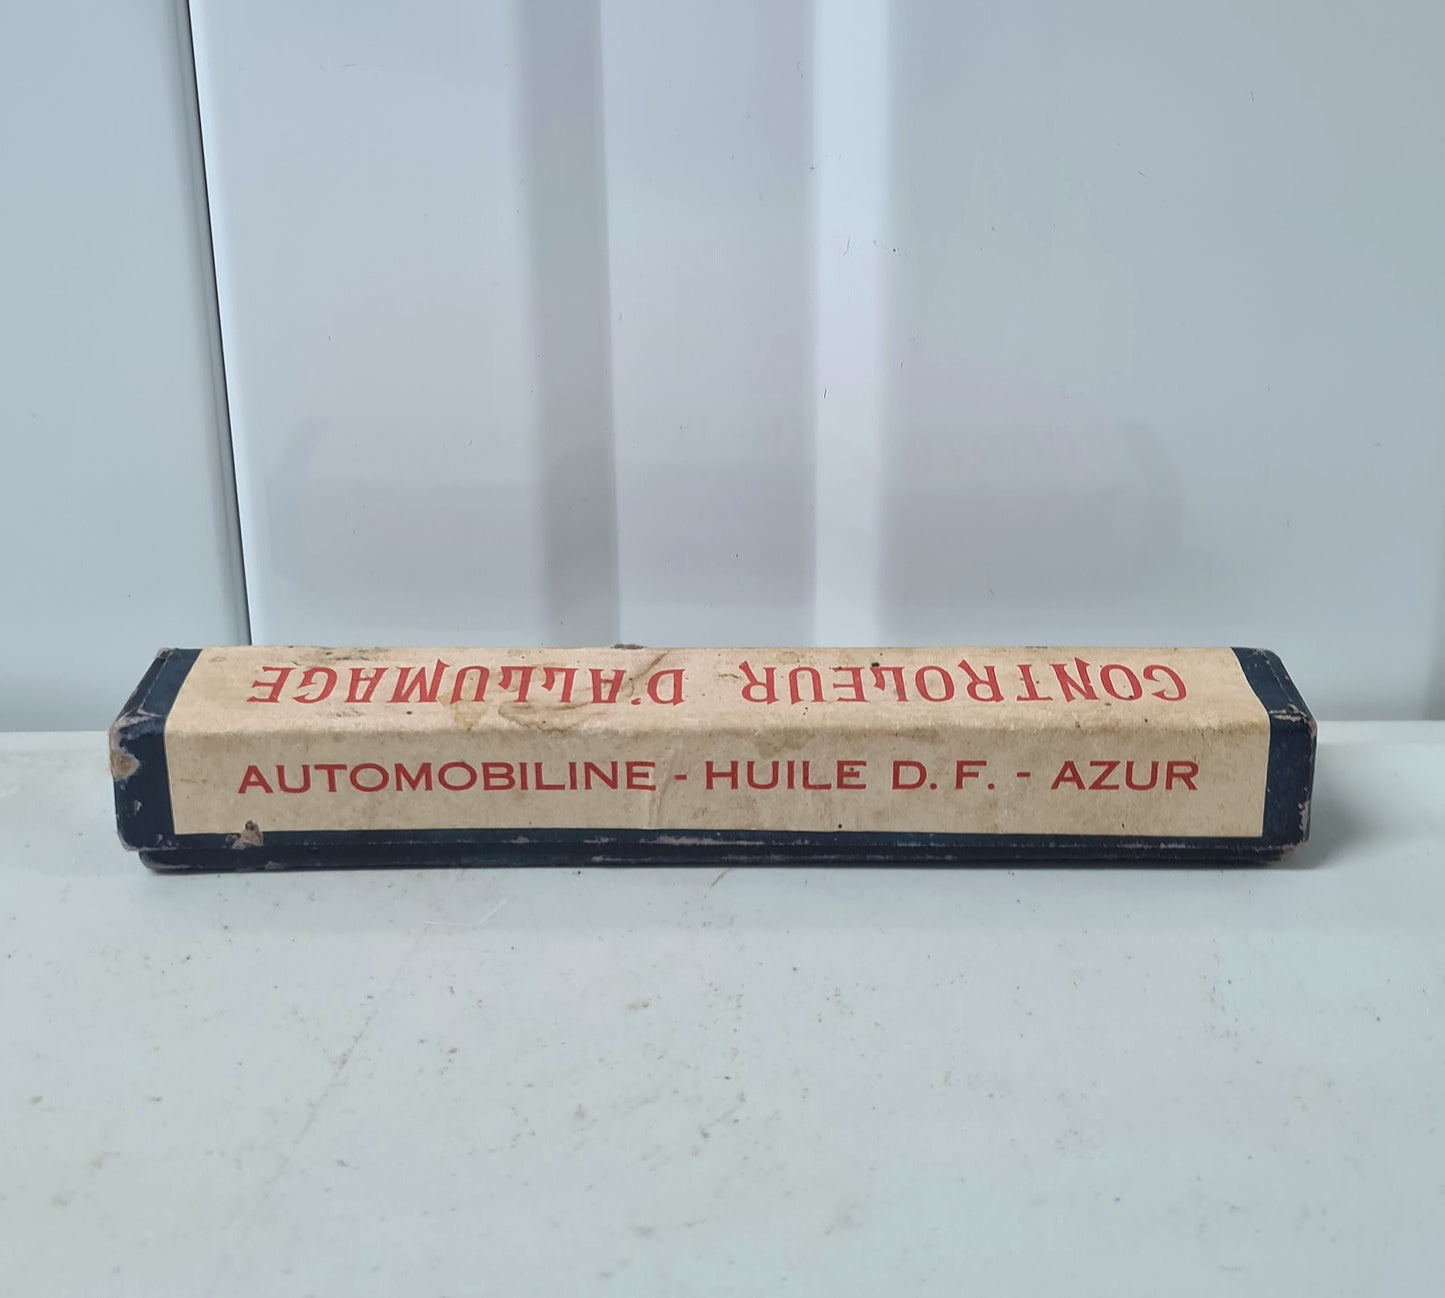 CONTROLEUR D'ALLUMAGE
AUTOMOBILINE - HUILE D. F. - AZUR